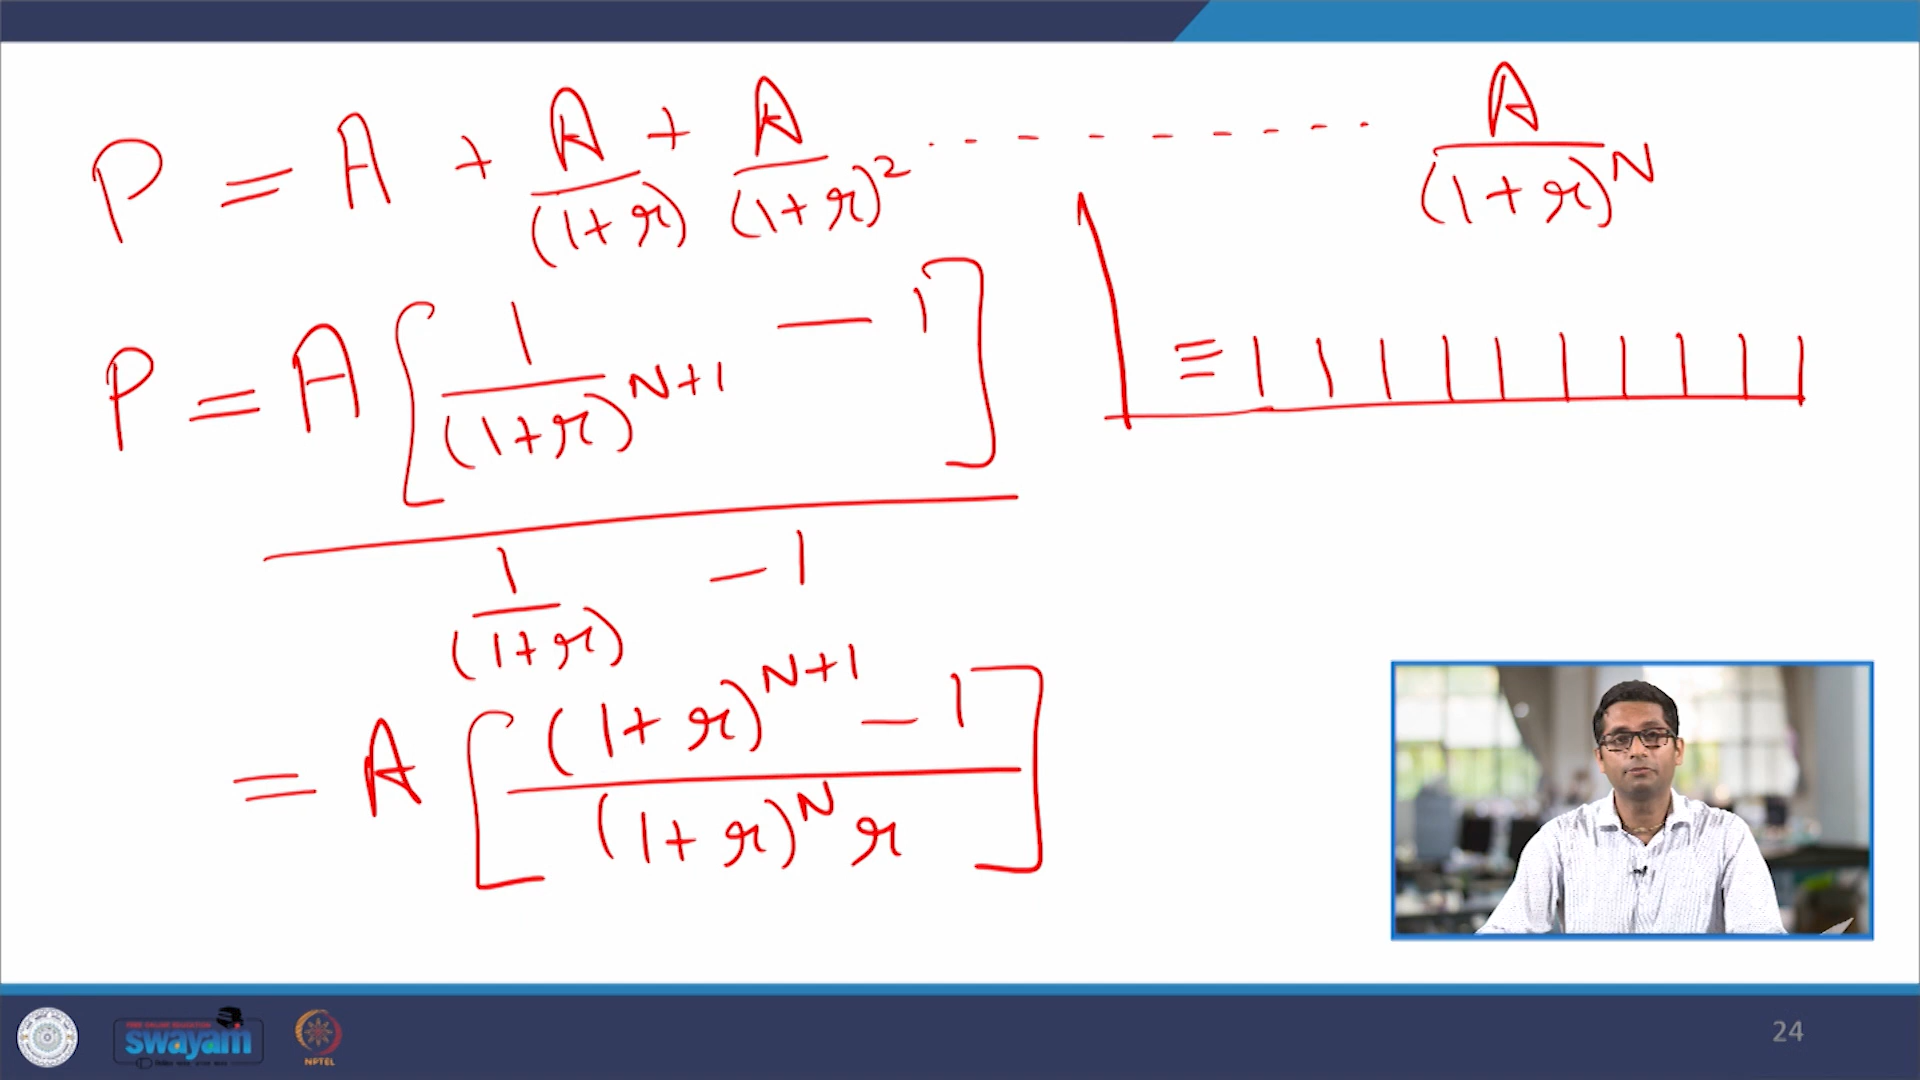 P = A + A/(1+r) + A/(1+r)² - - - - - - - - - A/(1+r)^N
P = A[1/(1+r)^N+1 - 1]
1/(1+r) - 1
= A[(1+r)^N+1 - 1 / (1+r)^N r]
swayam
NPTEL
24